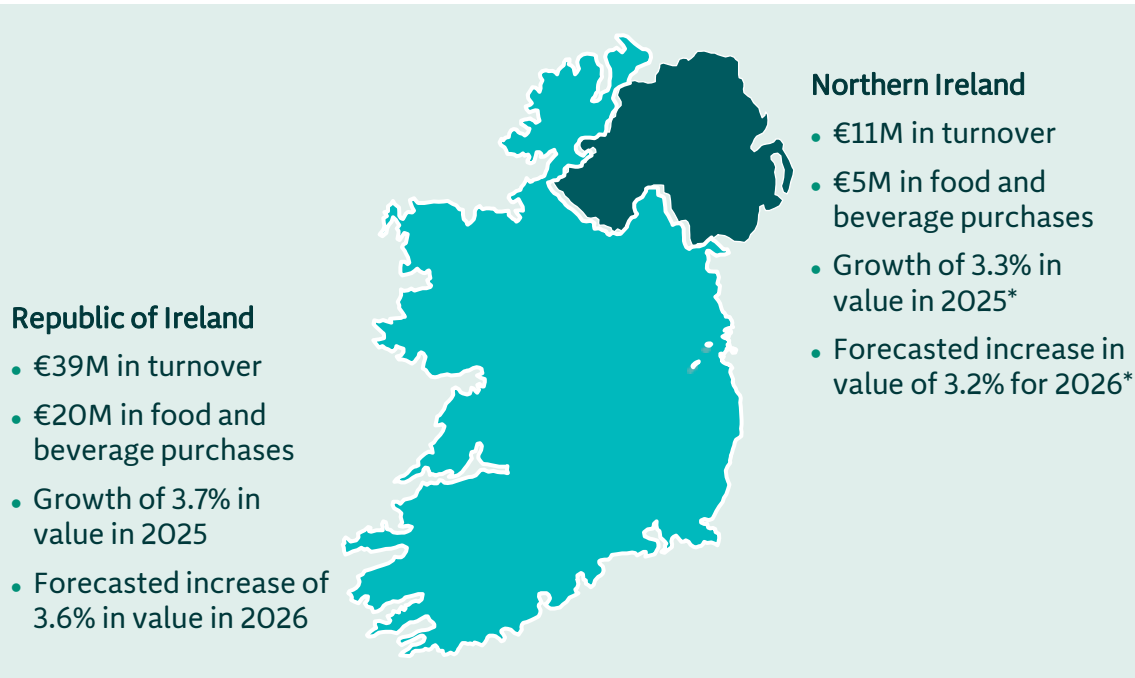 Northern Ireland
• €11M in turnover
• €5M in food and
beverage purchases
• Growth of 3.3% in
value in 2025*
• Forecasted increase in
value of 3.2% for 2026*
Republic of Ireland
• €39M in turnover
• €20M in food and
beverage purchases
• Growth of 3.7% in
value in 2025
• Forecasted increase of
3.6% in value in 2026